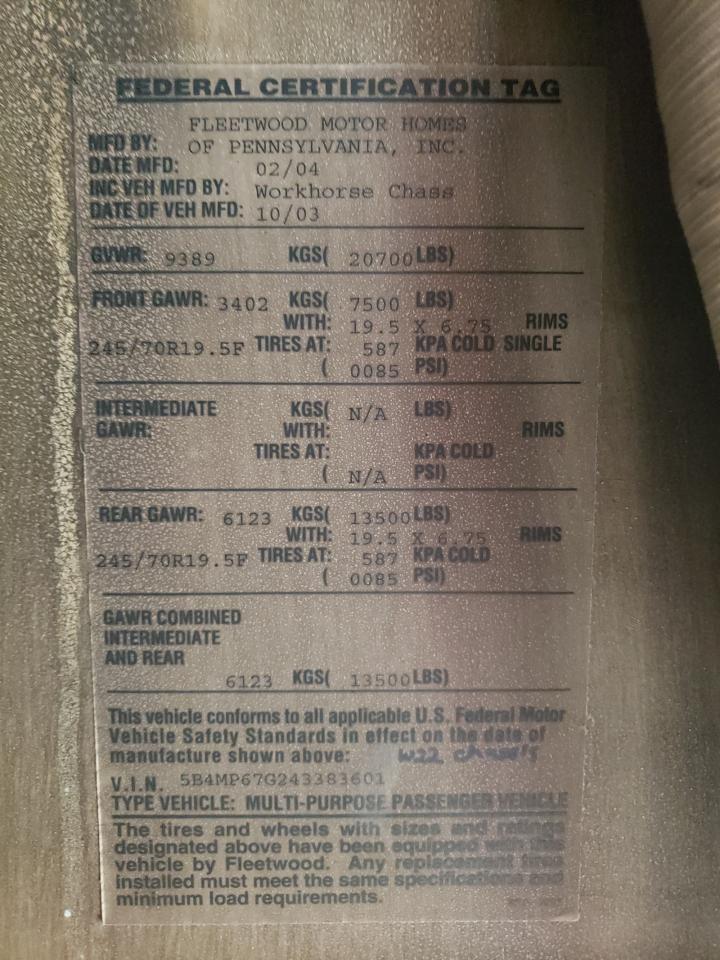 FEDERAL CERTIFICATION TAG
FLEETWOOD MOTOR HOMES
MFD BY: OF PENNSYLVANIA, INC.
DATE MFD: 02/04
INC VEH MFD BY: Workhorse Chass
DATE OF VEH MFD: 10/03
GVWR: 9389 KGS( 20700 LBS)
FRONT GAWR: 3402 KGS( 7500 LBS)
WITH: 19.5 X 6.75 RIMS
245/70R19.5F TIRES AT: 587 KPA COLD SINGLE
( 0085 PSI)
INTERMEDIATE KGS( N/A LBS)
GAWR: WITH: RIMS
TIRES AT: KPA COLD
( N/A PSI)
REAR GAWR: 6123 KGS( 13500 LBS)
WITH: 19.5 X 6.75 RIMS
245/70R19.5F TIRES AT: 587 KPA COLD
( 0085 PSI)
GAWR COMBINED
INTERMEDIATE
AND REAR
6123 KGS( 13500 LBS)
This vehicle conforms to all applicable U.S. Federal Motor
Vehicle Safety Standards in effect on the date of
manufacture shown above: W22 chassis
V.I.N. 5B4MP67G243383601
TYPE VEHICLE: MULTI-PURPOSE PASSENGER VEHICLE
The tires and wheels with sizes and ratings
designated above have been equipped with this
vehicle by Fleetwood. Any replacement tires
installed must meet the same specifications and
minimum load requirements.